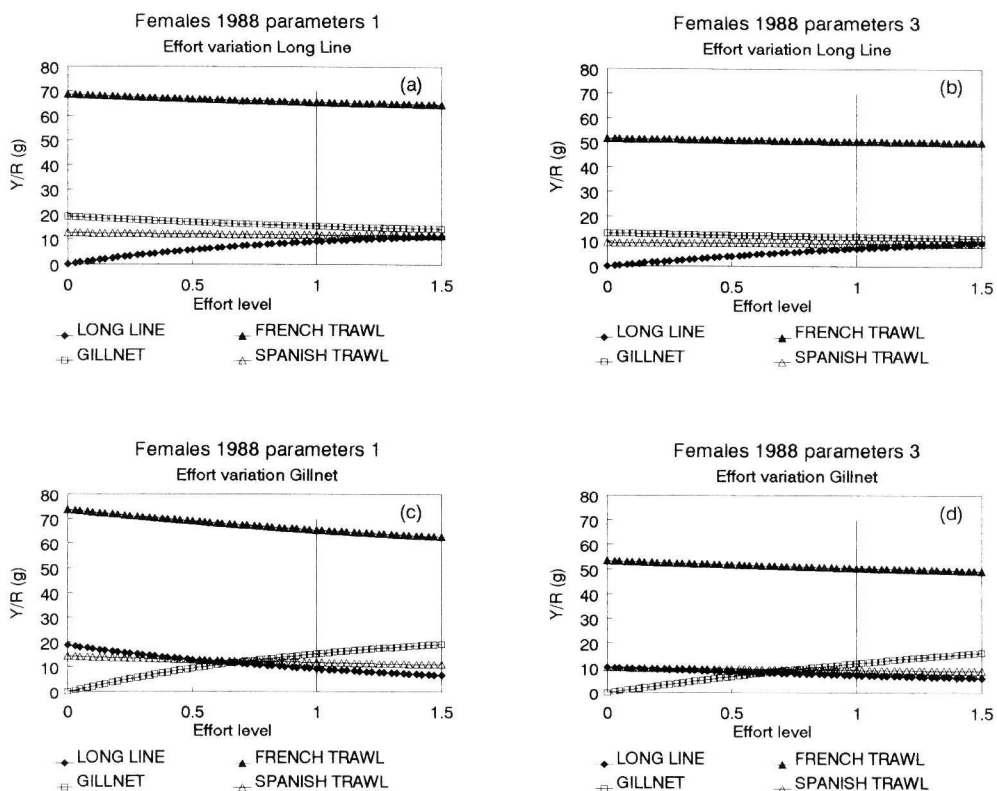 Females 1988 parameters 1
Effort variation Long Line
(a)
80
70
60
50
40
30
20
10
0
Y/R (g)
0 0.5 1 1.5
Effort level
LONG LINE FRENCH TRAWL
GILLNET SPANISH TRAWL
Females 1988 parameters 3
Effort variation Long Line
(b)
80
70
60
50
40
30
20
10
0
Y/R (g)
0 0.5 1 1.5
Effort level
LONG LINE FRENCH TRAWL
GILLNET SPANISH TRAWL
Females 1988 parameters 1
Effort variation Gillnet
(c)
80
70
60
50
40
30
20
10
0
Y/R (g)
0 0.5 1 1.5
Effort level
LONG LINE FRENCH TRAWL
GILLNET SPANISH TRAWL
Females 1988 parameters 3
Effort variation Gillnet
(d)
80
70
60
50
40
30
20
10
0
Y/R (g)
0 0.5 1 1.5
Effort level
LONG LINE FRENCH TRAWL
GILLNET SPANISH TRAWL